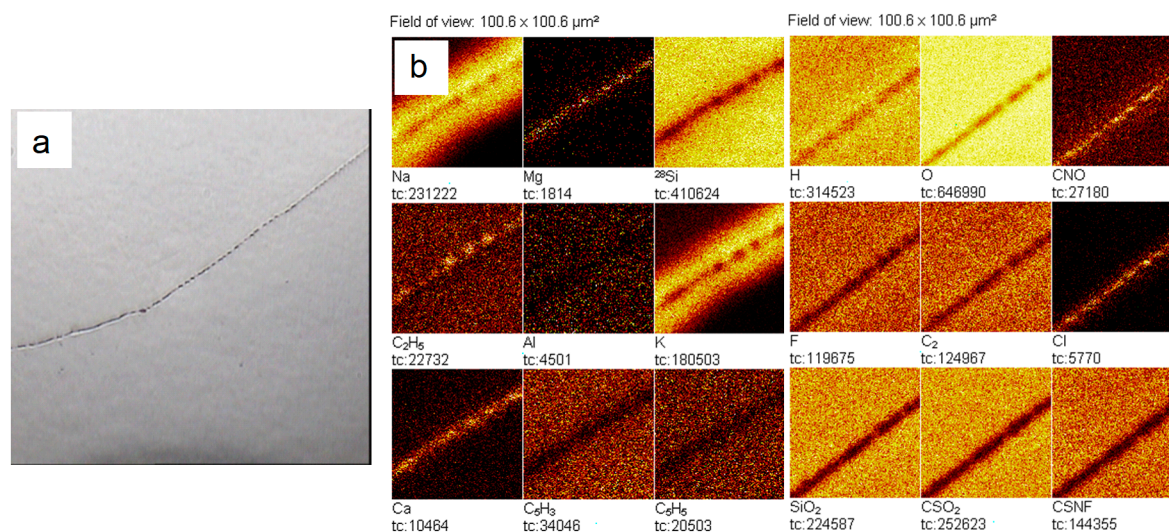 a
b
Field of view: 100.6 x 100.6 µm²
Na
tc:231222
Mg
tc:1814
²⁸Si
tc:410624
C₂H₅
tc:22732
Al
tc:4501
K
tc:180503
Ca
tc:10464
C₅H₃
tc:34046
C₅H₅
tc:20503
Field of view: 100.6 x 100.6 µm²
H
tc:314523
O
tc:646990
CNO
tc:27180
F
tc:119675
C₂
tc:124967
Cl
tc:5770
SiO₂
tc:224587
CSO₂
tc:252623
CSNF
tc:144355